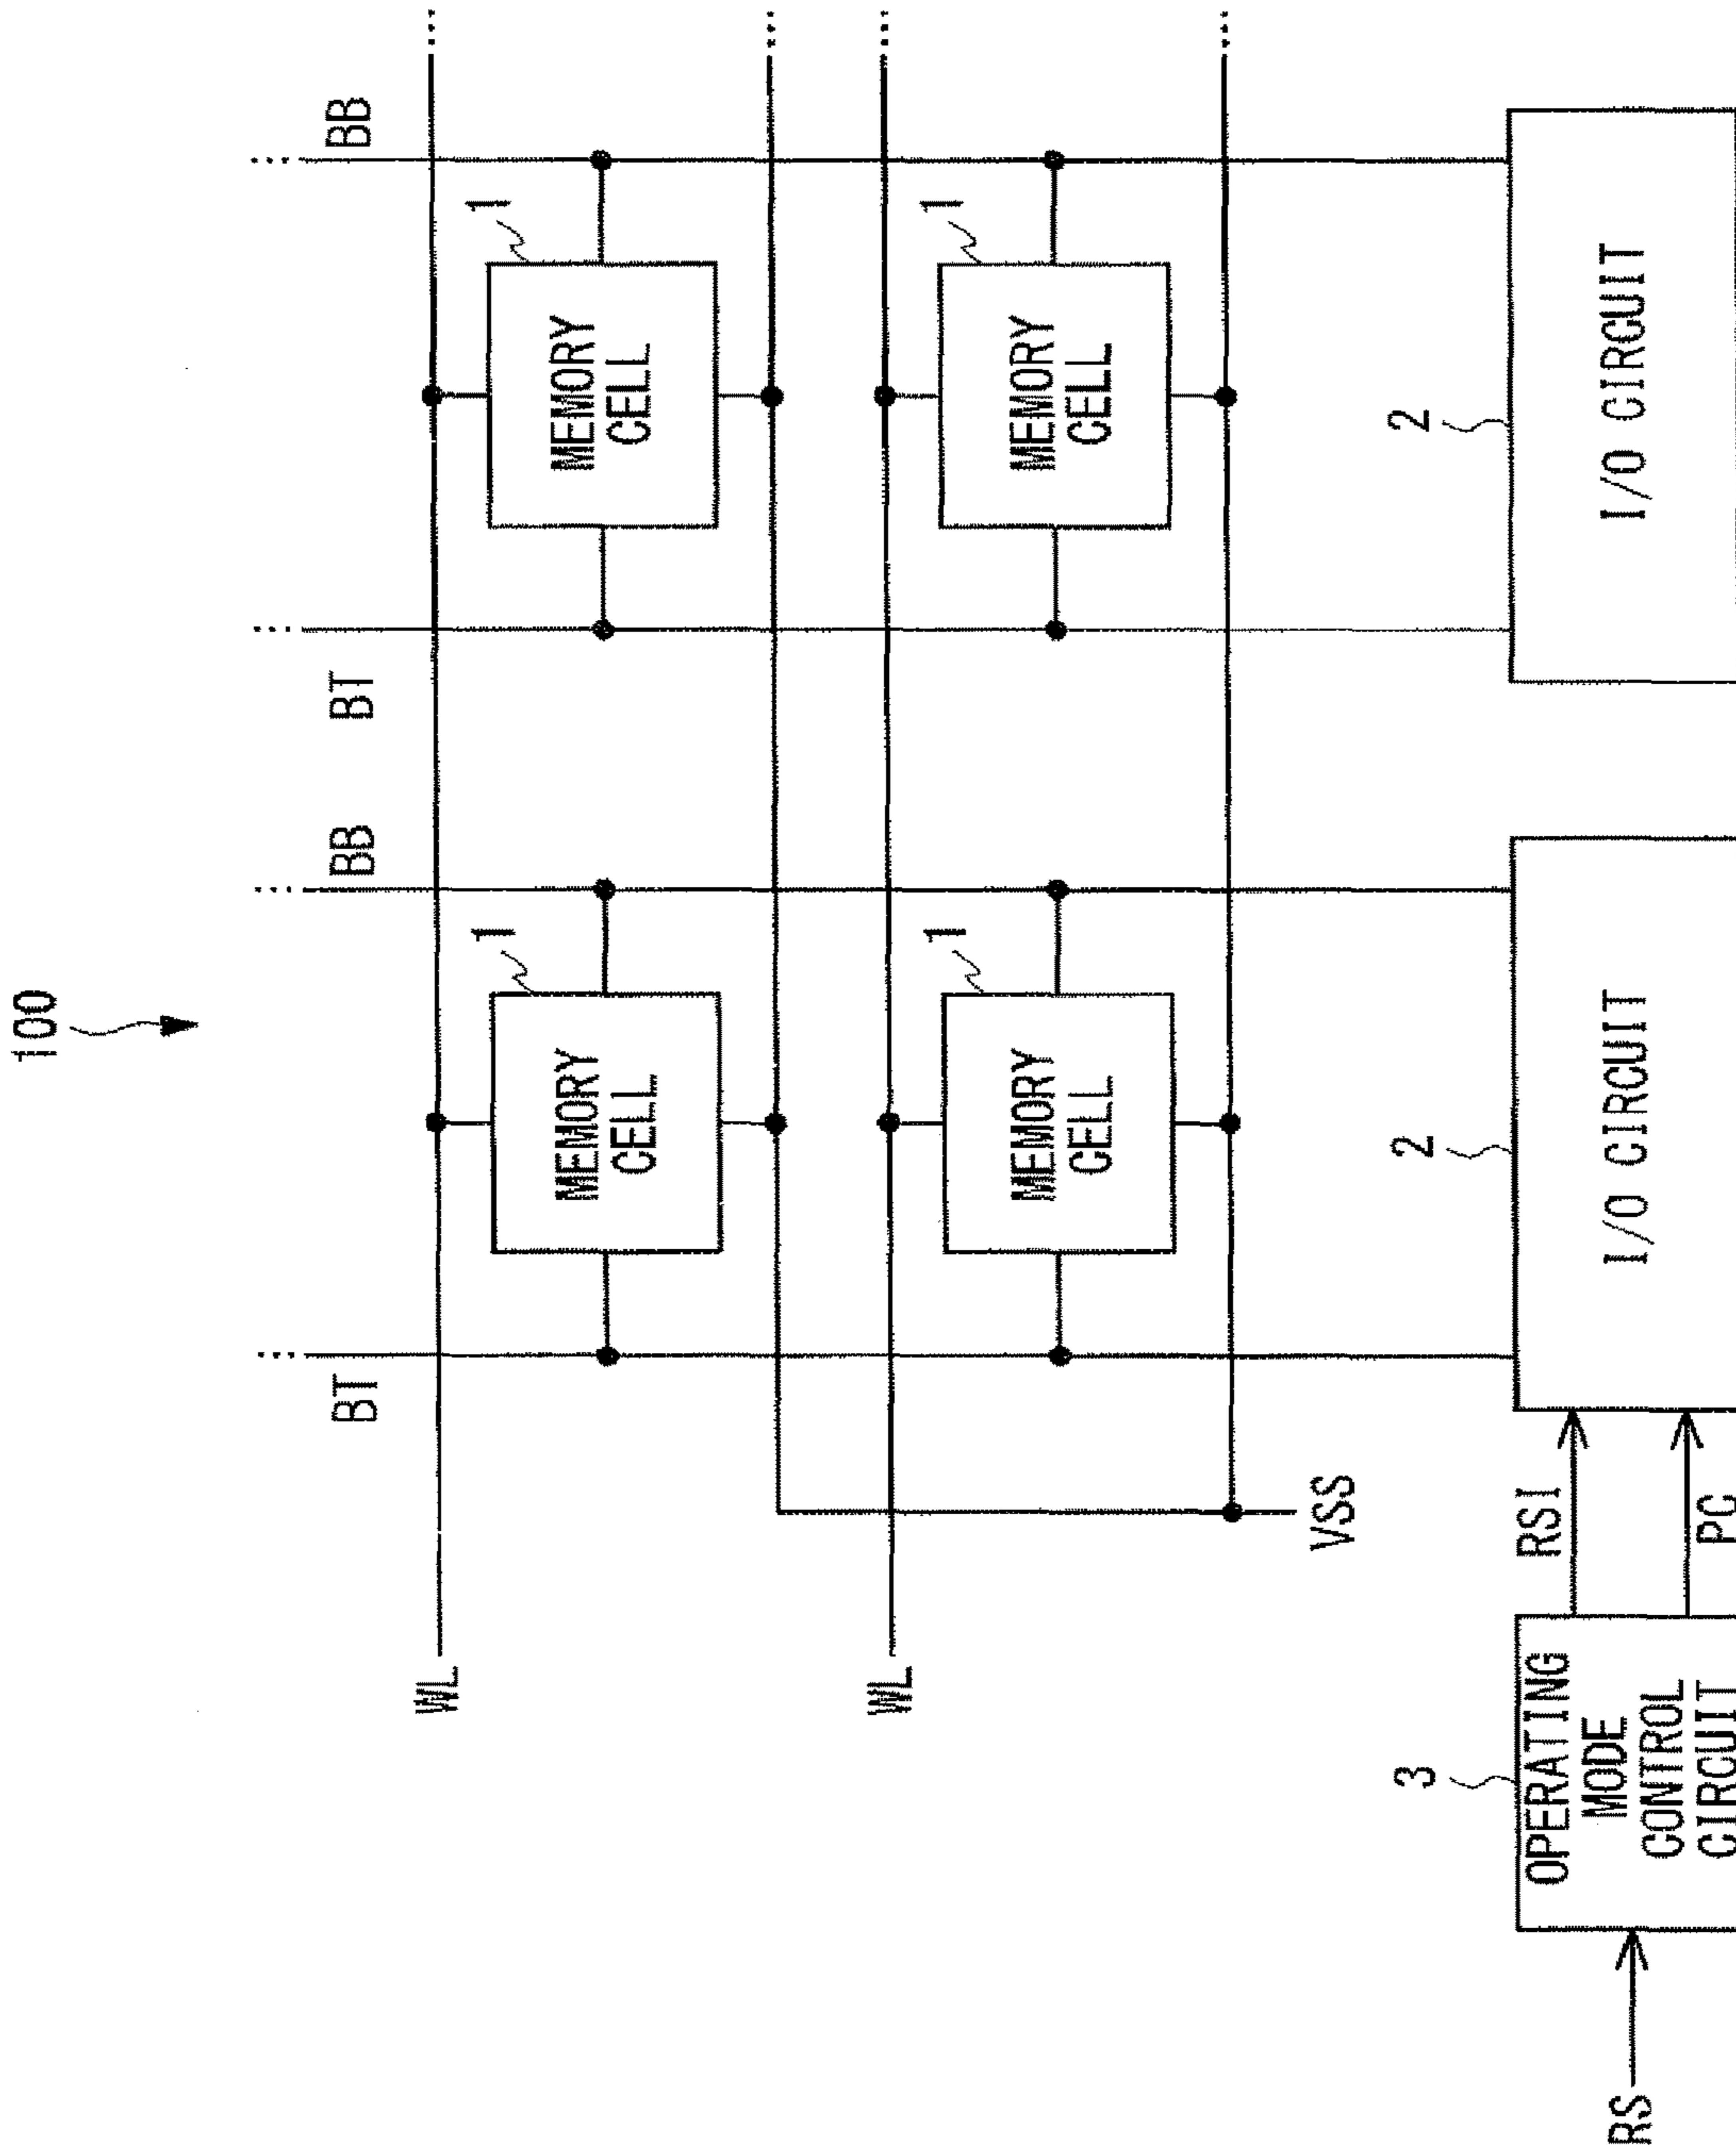 100
BT
BB
BT
BB
WL
1
1
MEMORY
CELL
MEMORY
CELL
WL
1
1
MEMORY
CELL
MEMORY
CELL
VSS
3
2
2
RS
OPERATING
MODE
CONTROL
CIRCUIT
RSI
PC
I/O CIRCUIT
I/O CIRCUIT